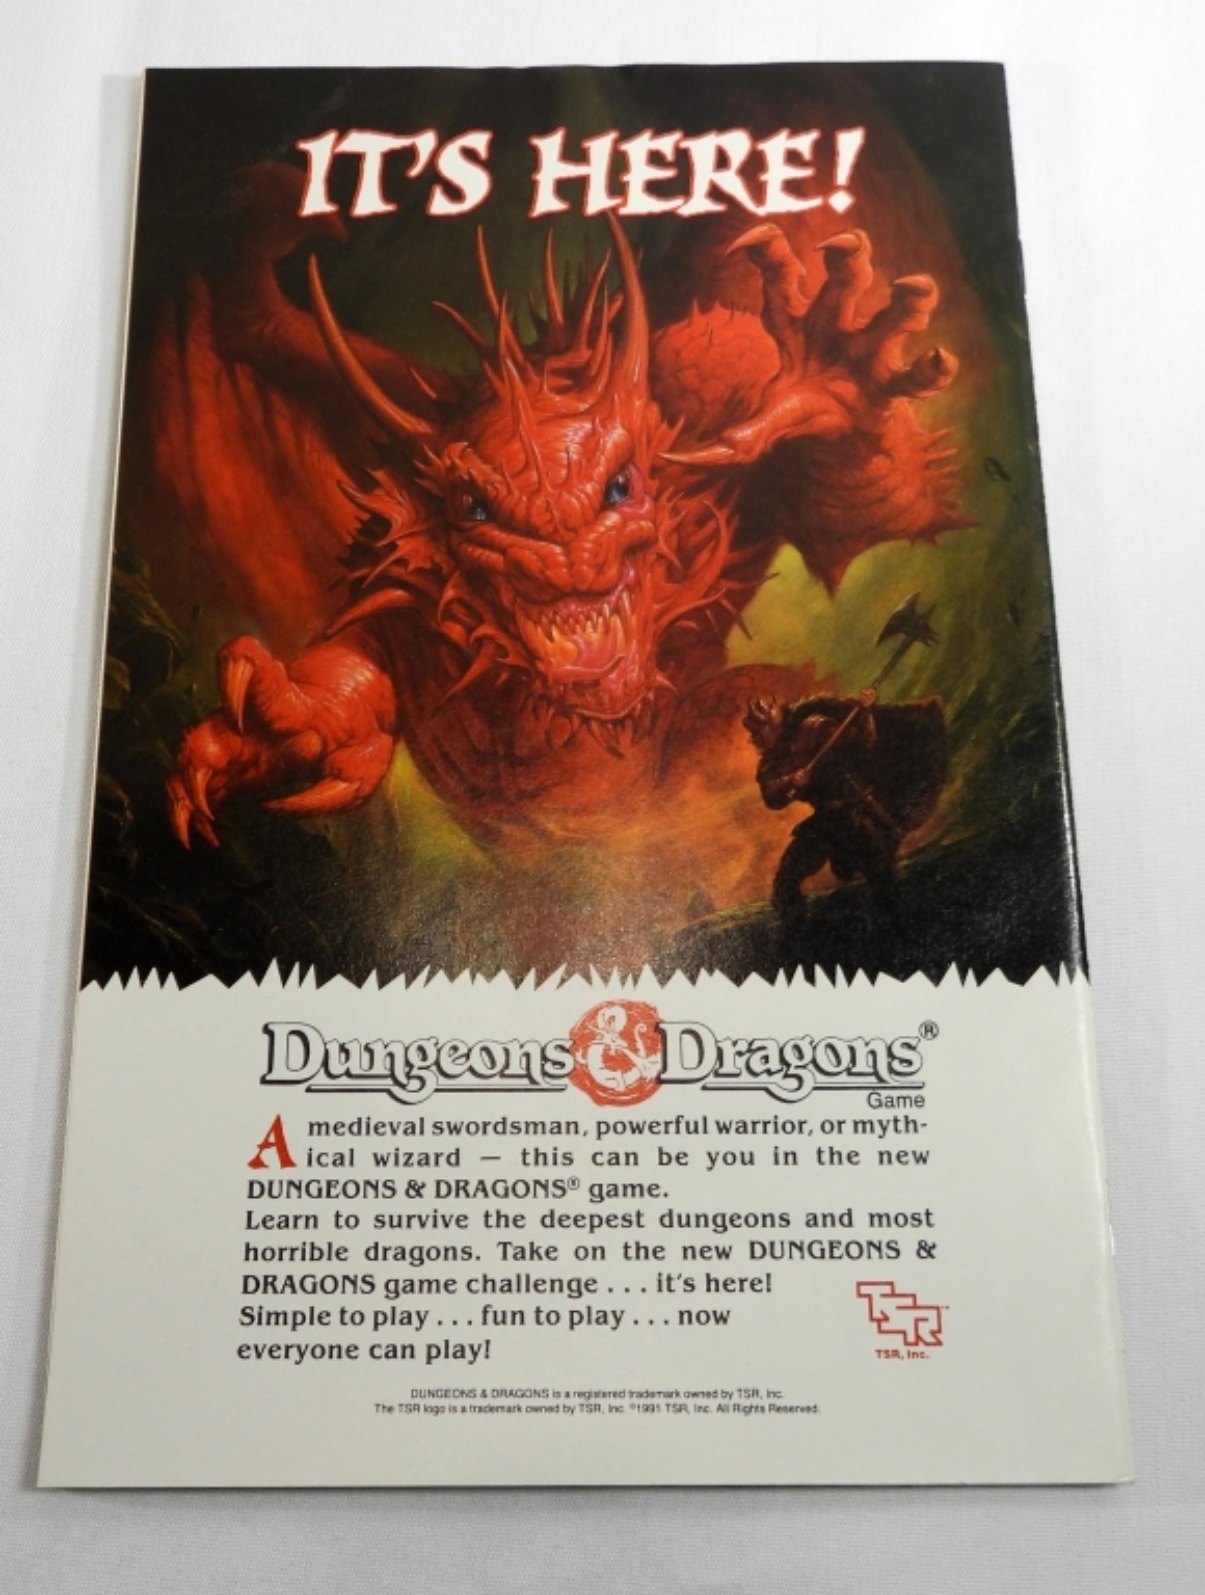 IT'S HERE!
Dungeons & Dragons®
Game
A medieval swordsman, powerful warrior, or myth-
ical wizard — this can be you in the new
DUNGEONS & DRAGONS® game.
Learn to survive the deepest dungeons and most
horrible dragons. Take on the new DUNGEONS &
DRAGONS game challenge . . . it's here!
Simple to play . . . fun to play . . . now
everyone can play!
TSR™
TSR, Inc.
DUNGEONS & DRAGONS is a registered trademark owned by TSR, Inc.
The TSR logo is a trademark owned by TSR, Inc. ©1991 TSR, Inc. All Rights Reserved.